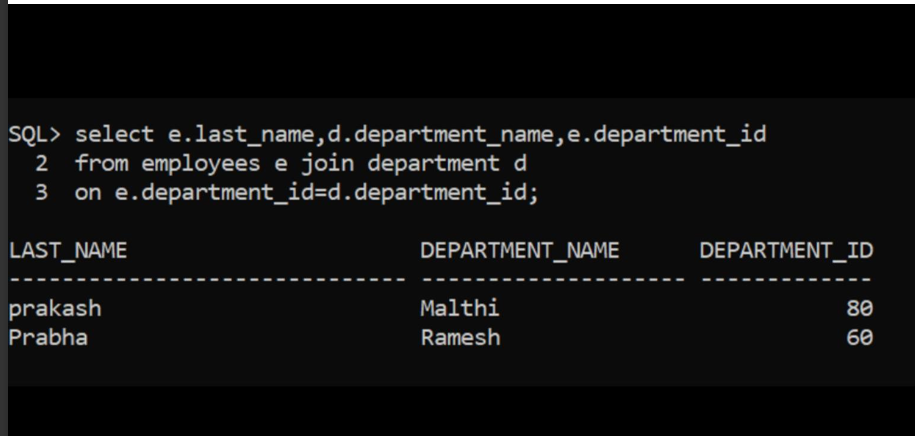 SQL> select e.last_name,d.department_name,e.department_id
  2  from employees e join department d
  3  on e.department_id=d.department_id;
LAST_NAME                      DEPARTMENT_NAME      DEPARTMENT_ID
------------------------------ -------------------- -------------
prakash                        Malthi                          80
Prabha                         Ramesh                          60